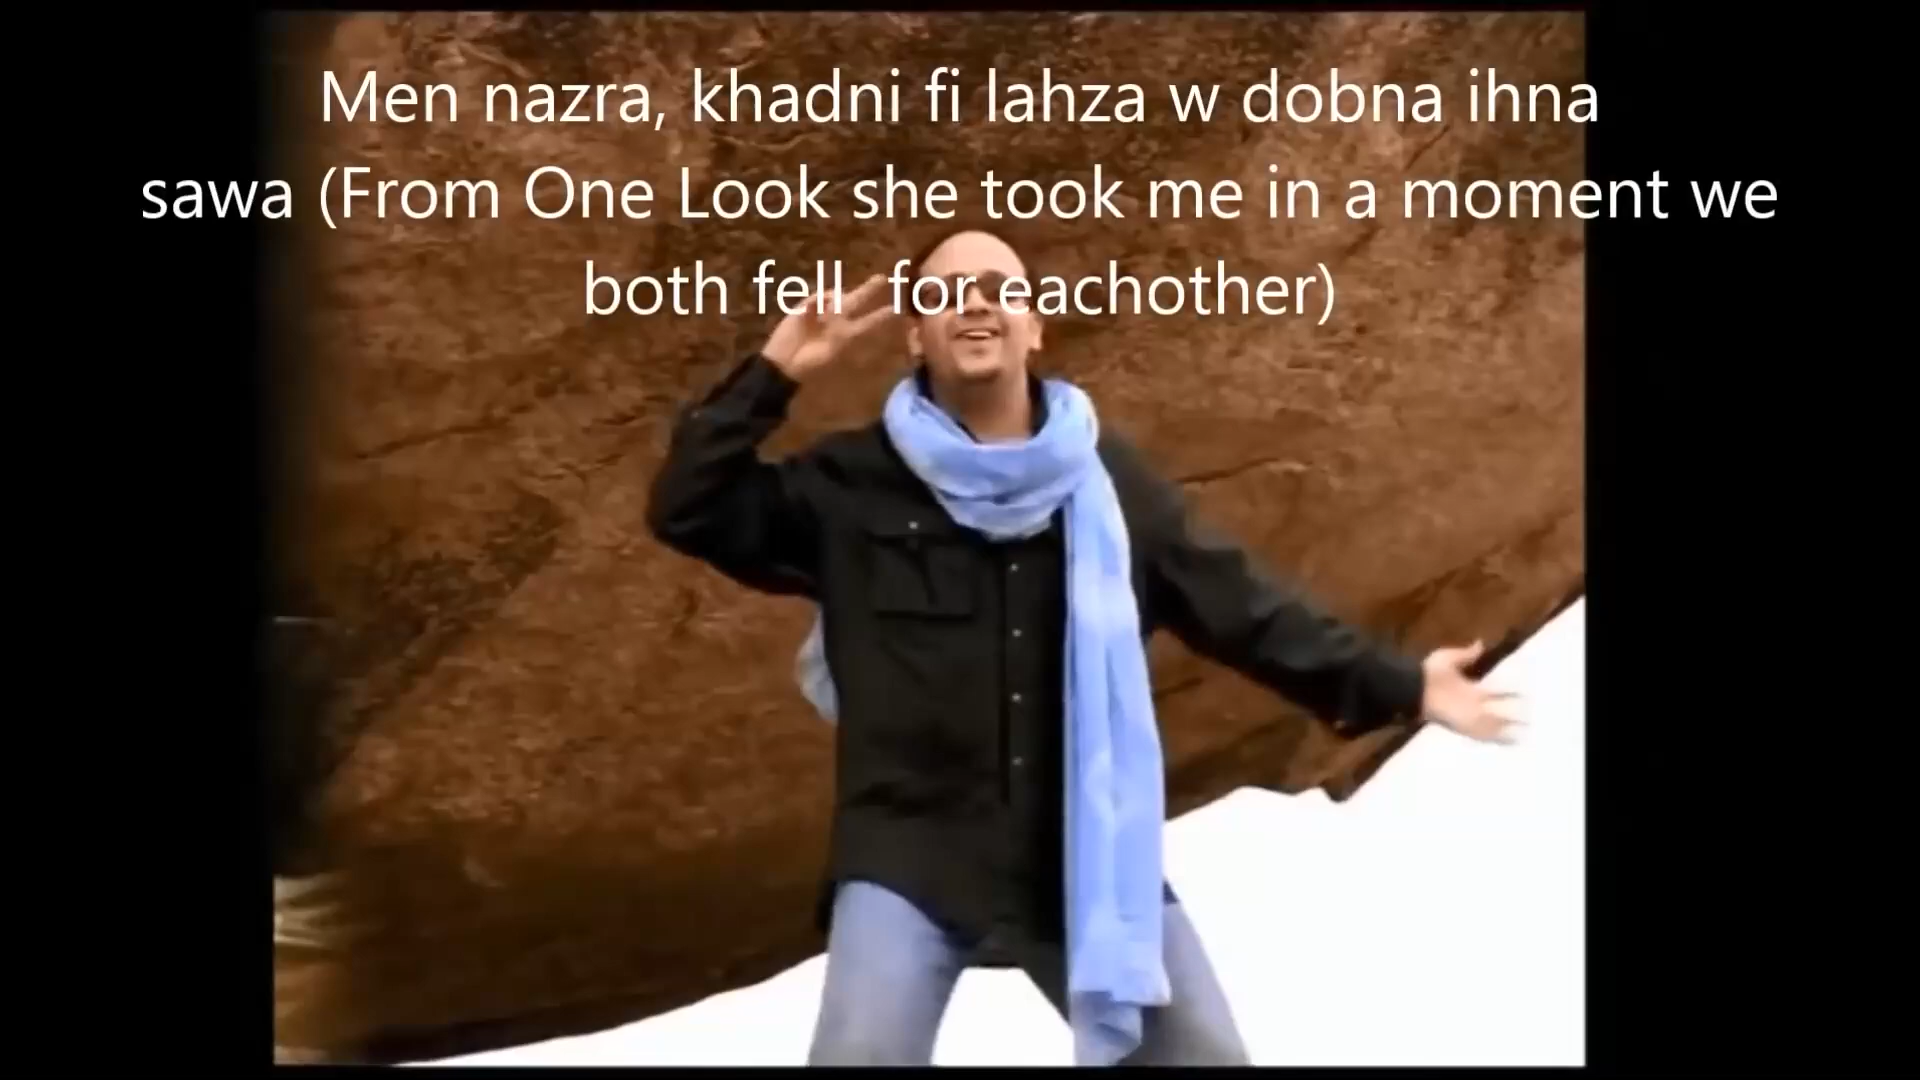 Men nazra, khadni fi lahza w dobna ihna
sawa (From One Look she took me in a moment we
both fell  for eachother)